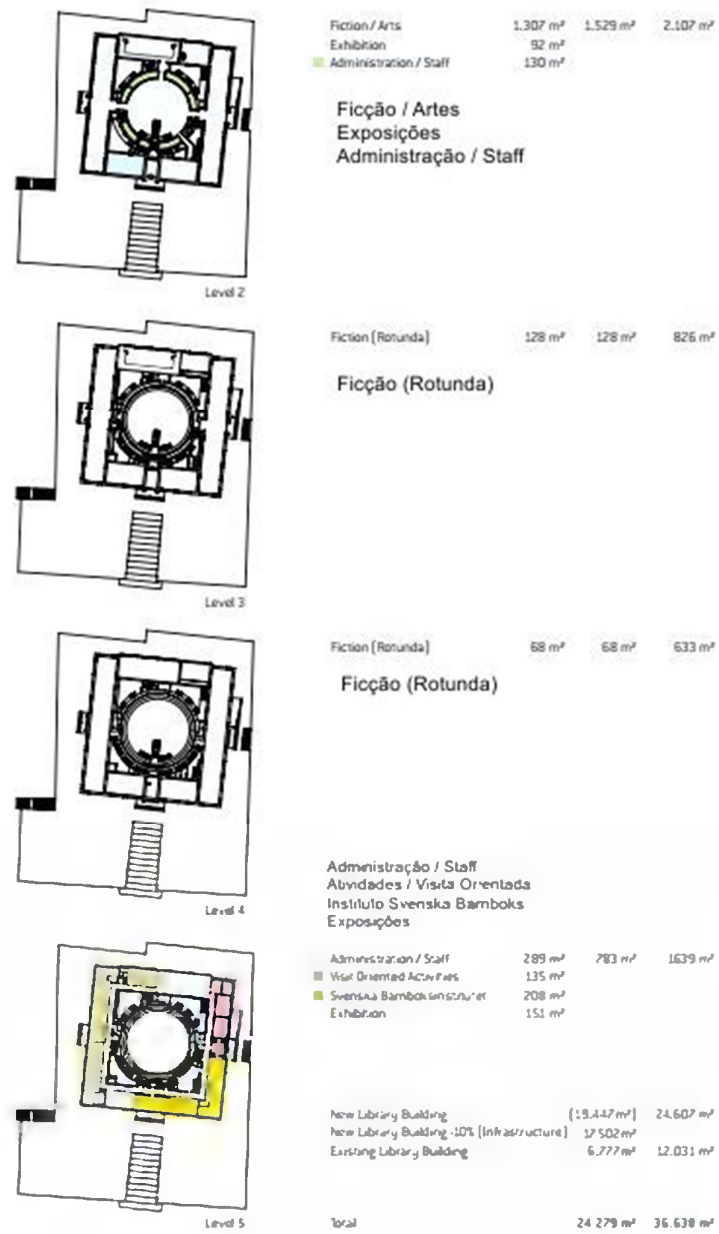 Fiction / Arts 1.307 m² 1.529 m² 2.107 m²
Exhibition 92 m²
Administration / Staff 130 m²
Ficção / Artes
Exposições
Administração / Staff
Level 2
Fiction (Rotunda) 128 m² 128 m² 826 m²
Ficção (Rotunda)
Level 3
Fiction (Rotunda) 68 m² 68 m² 633 m²
Ficção (Rotunda)
Level 4
Administração / Staff
Atividades / Visita Orientada
Instituto Svenska Barnboks
Exposições
Administration / Staff 289 m² 783 m² 1639 m²
Visit Oriented Activities 135 m²
Svenska 208 m²
Exhibition 151 m²
New Library Building (19.447 m²) 24.607 m²
New Library Building -10% (Infrastructure) 17 502 m²
Existing Library Building 6.777 m² 12.031 m²
Level 5
Total 24 279 m² 36.638 m²